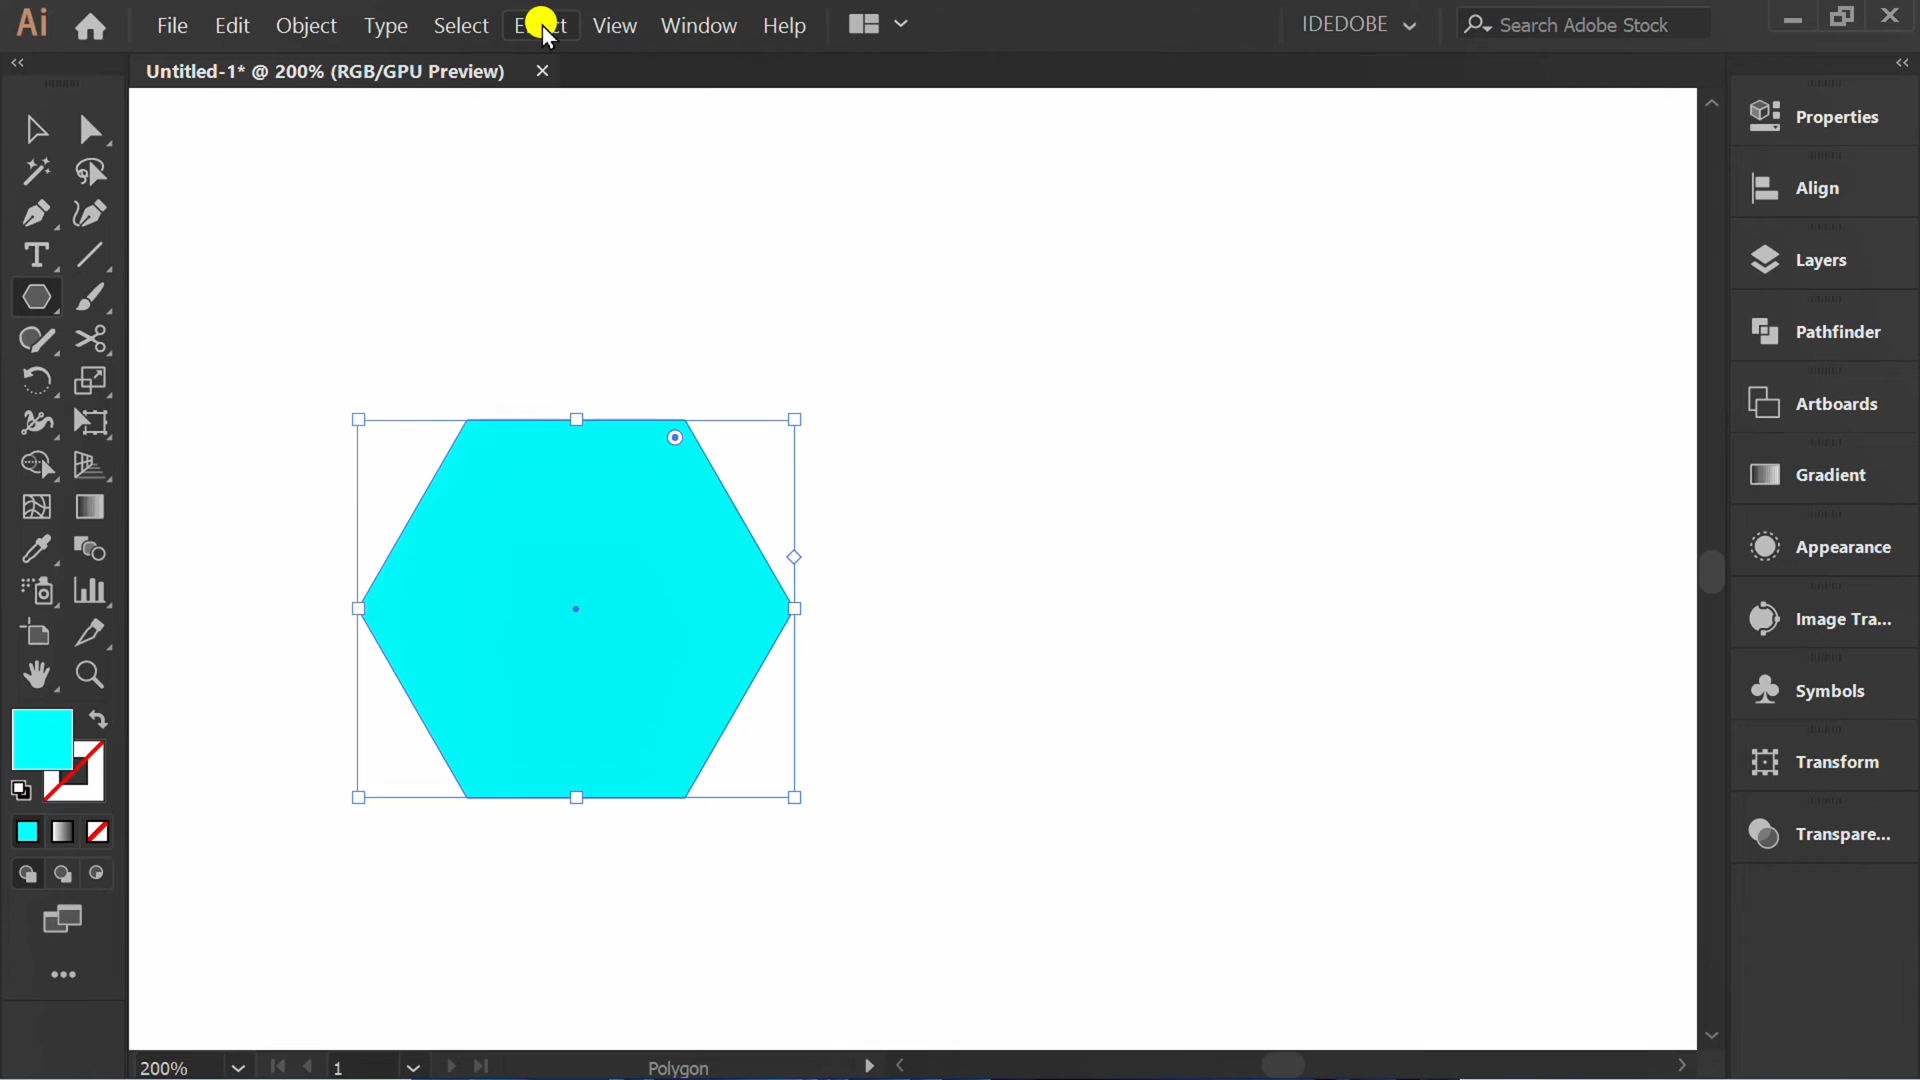 Ai File Edit Object Type Select View Window Help IDEDOBE Search Adobe Stock
Untitled-1* @ 200% (RGB/GPU Preview)
Properties
Align
Layers
Pathfinder
Artboards
Gradient
Appearance
Image Tra...
Symbols
Transform
Transpare...
200% 1 Polygon